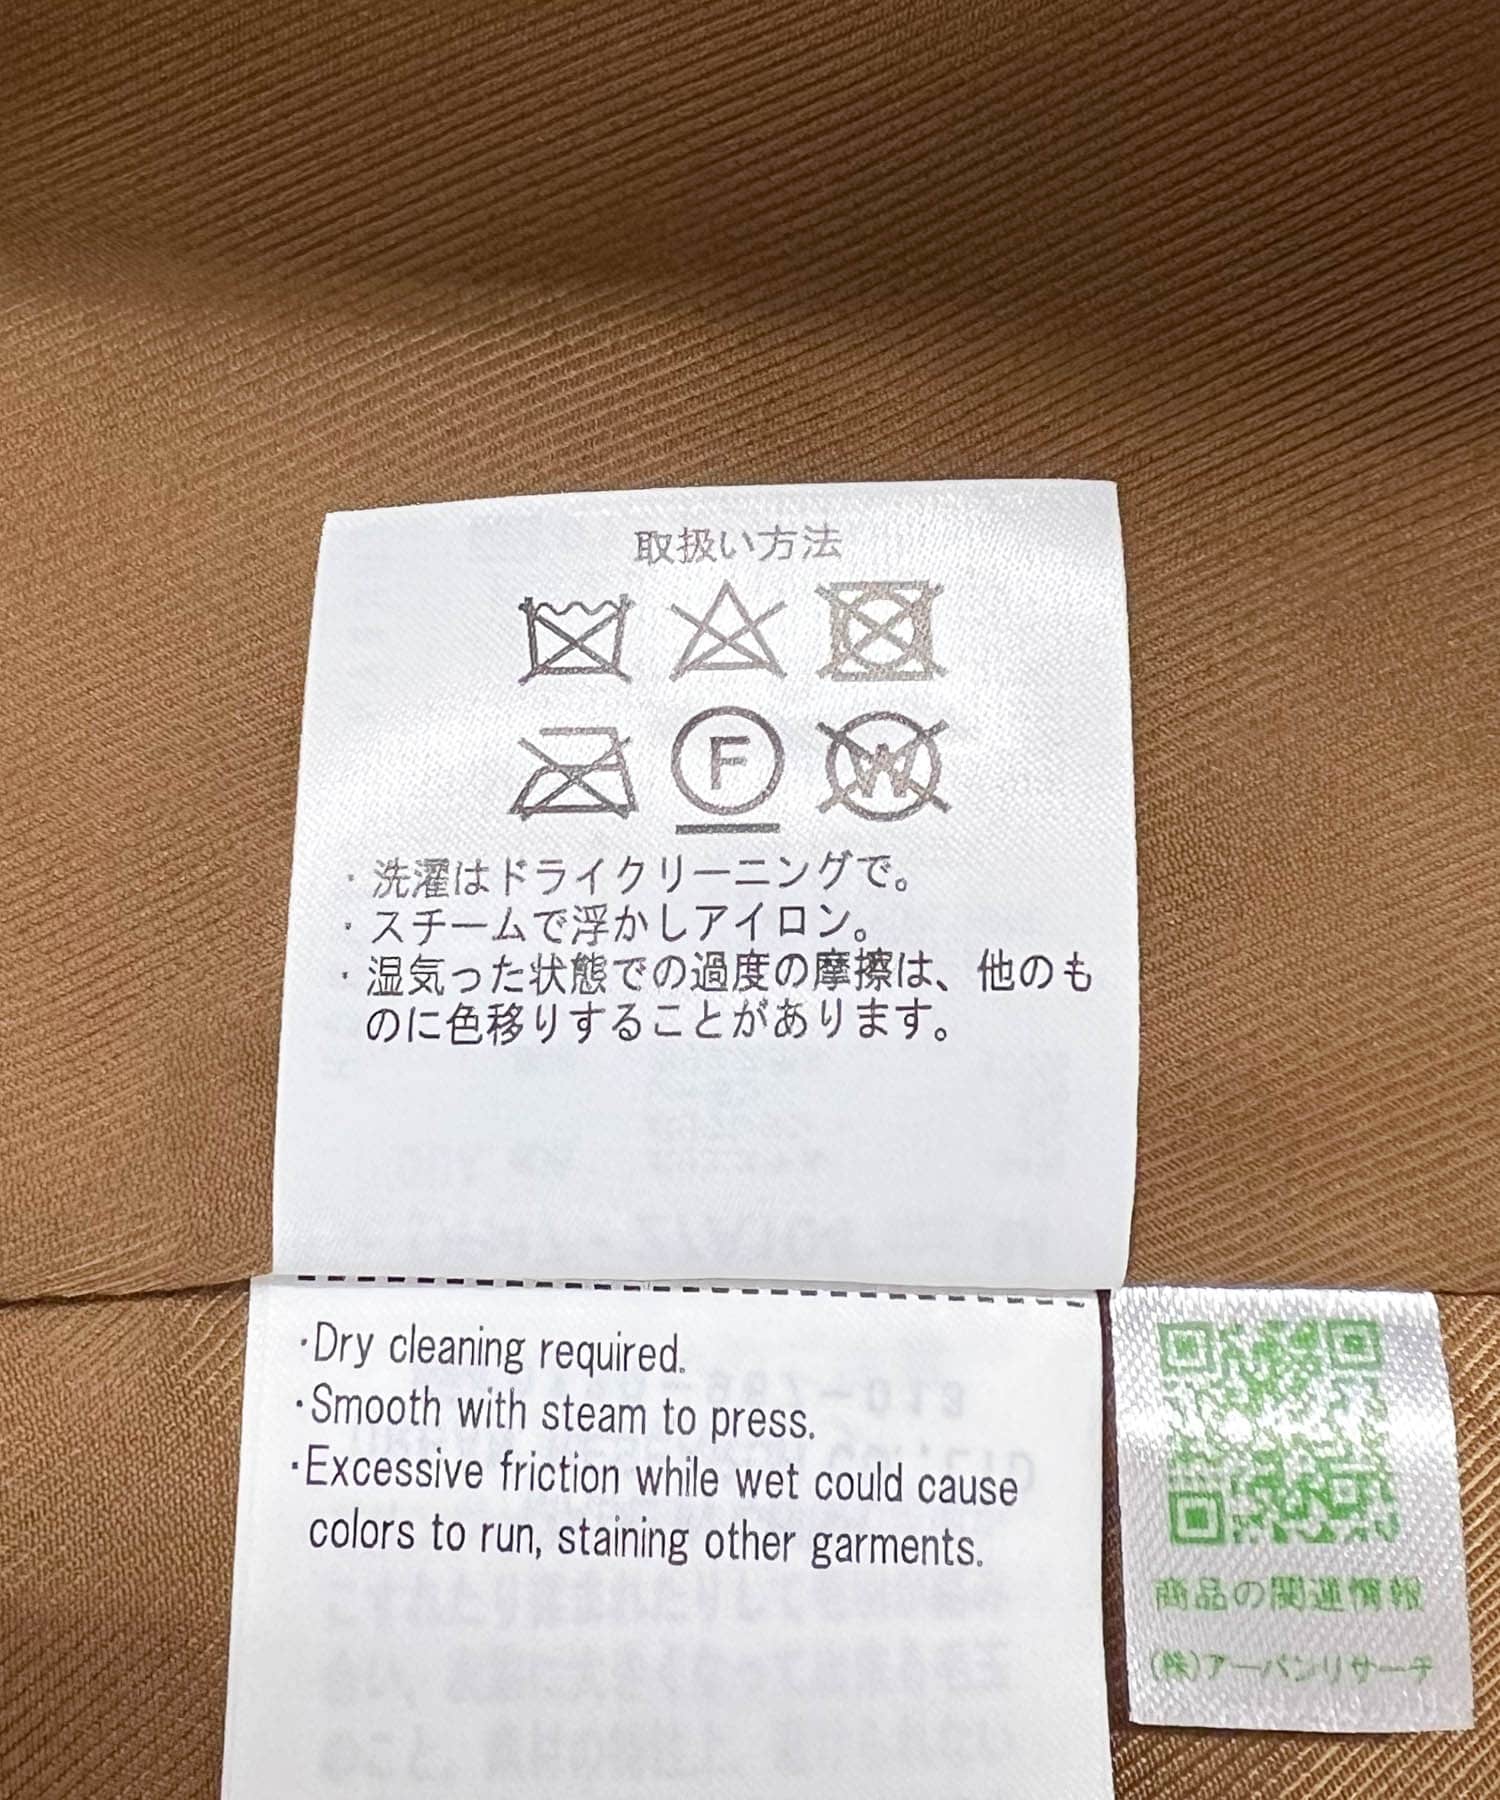 取扱い方法
F W
・洗濯はドライクリーニングで。
・スチームで浮かしアイロン。
・湿気った状態での過度の摩擦は、他のも
のに色移りすることがあります。
・Dry cleaning required.
・Smooth with steam to press.
・Excessive friction while wet could cause
colors to run, staining other garments.
商品の関連情報
(株)アーバンリサーチ